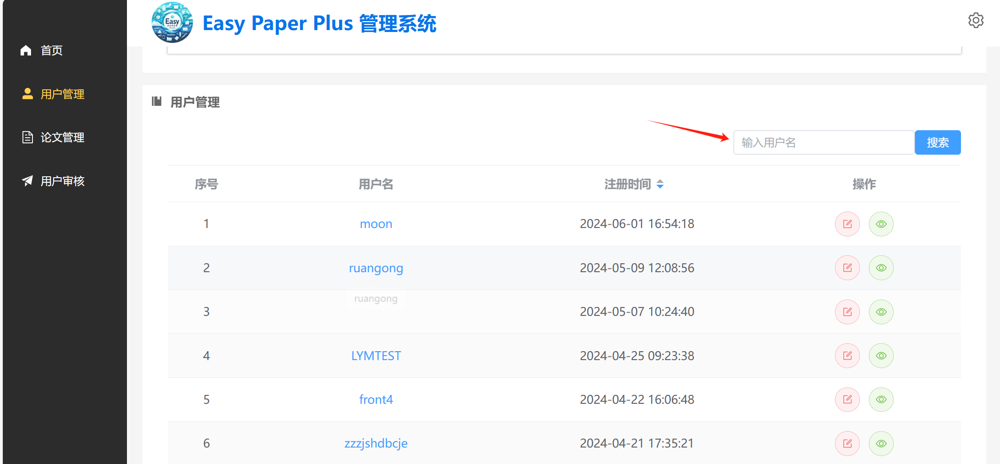 Easy
PAPER
PLUS
Easy Paper Plus 管理系统
首页
用户管理
论文管理
用户审核
用户管理
输入用户名
搜索
序号 用户名 注册时间 操作
1 moon 2024-06-01 16:54:18
2 ruangong 2024-05-09 12:08:56
ruangong
3 2024-05-07 10:24:40
4 LYMTEST 2024-04-25 09:23:38
5 front4 2024-04-22 16:06:48
6 zzzjshdbcje 2024-04-21 17:35:21